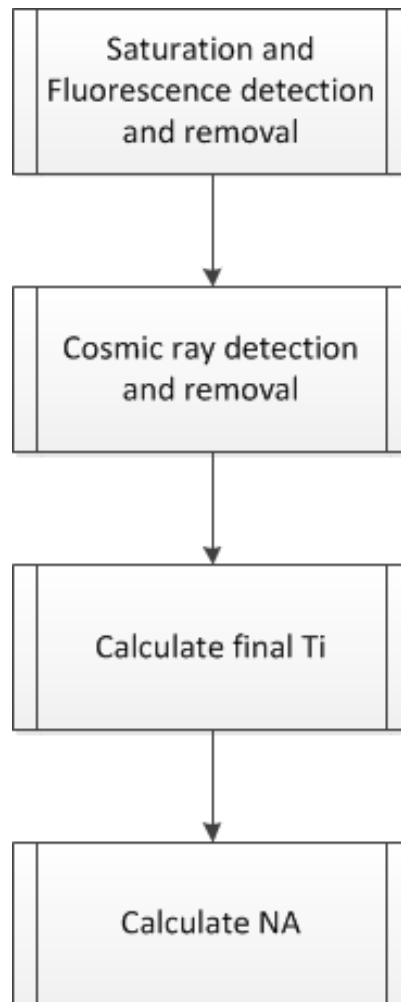 Saturation and
Fluorescence detection
and removal
Cosmic ray detection
and removal
Calculate final Ti
Calculate NA